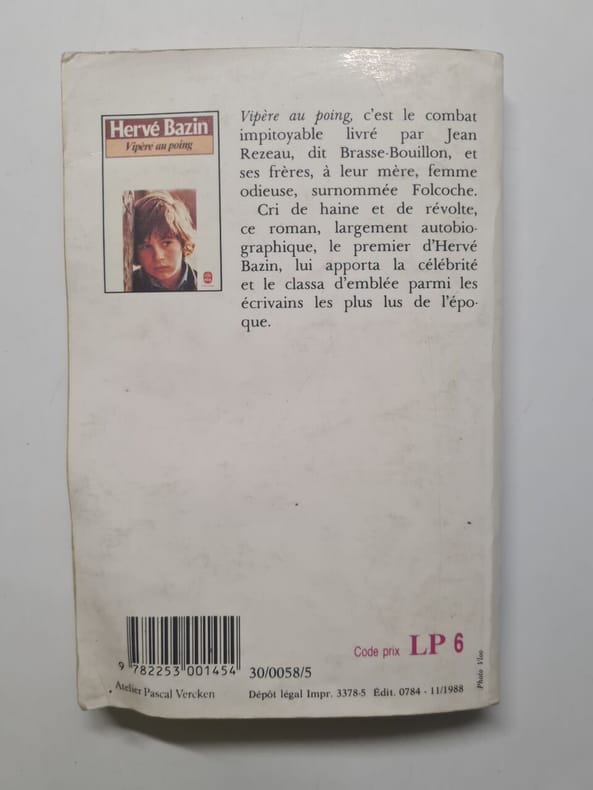 Hervé Bazin
Vipère au poing
Vipère au poing, c'est le combat
impitoyable livré par Jean
Rezeau, dit Brasse-Bouillon, et
ses frères, à leur mère, femme
odieuse, surnommée Folcoche.
Cri de haine et de révolte,
ce roman, largement autobio-
graphique, le premier d'Hervé
Bazin, lui apporta la célébrité
et le classa d'emblée parmi les
écrivains les plus lus de l'épo-
que.
Code prix LP 6
9 782253 001454
30/0058/5
Atelier Pascal Vercken
Dépôt légal Impr. 3378-5 Édit. 0784 - 11/1988
Photo Vloo